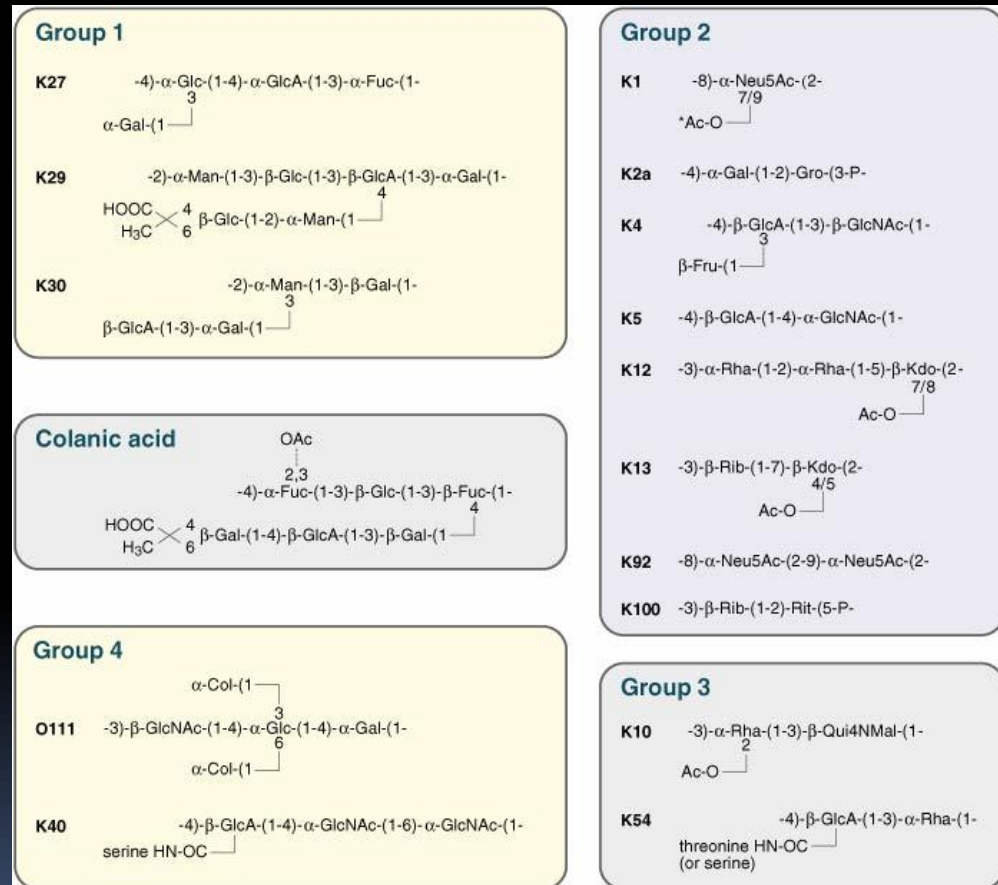 Group 1
K27 -4)-α-Glc-(1-4)-α-GlcA-(1-3)-α-Fuc-(1-
3
α-Gal-(1
K29 -2)-α-Man-(1-3)-β-Glc-(1-3)-β-GlcA-(1-3)-α-Gal-(1-
4
HOOC 4 β-Glc-(1-2)-α-Man-(1
H₃C 6
K30 -2)-α-Man-(1-3)-β-Gal-(1-
3
β-GlcA-(1-3)-α-Gal-(1
Colanic acid
OAc
2,3
-4)-α-Fuc-(1-3)-β-Glc-(1-3)-β-Fuc-(1-
4
HOOC 4 β-Gal-(1-4)-β-GlcA-(1-3)-β-Gal-(1
H₃C 6
Group 4
α-Col-(1
3
O111 -3)-β-GlcNAc-(1-4)-α-Glc-(1-4)-α-Gal-(1-
6
α-Col-(1
K40 -4)-β-GlcA-(1-4)-α-GlcNAc-(1-6)-α-GlcNAc-(1-
serine HN-OC
Group 2
K1 -8)-α-Neu5Ac-(2-
7/9
*Ac-O
K2a -4)-α-Gal-(1-2)-Gro-(3-P-
K4 -4)-β-GlcA-(1-3)-β-GlcNAc-(1-
3
β-Fru-(1
K5 -4)-β-GlcA-(1-4)-α-GlcNAc-(1-
K12 -3)-α-Rha-(1-2)-α-Rha-(1-5)-β-Kdo-(2-
7/8
Ac-O
K13 -3)-β-Rib-(1-7)-β-Kdo-(2-
4/5
Ac-O
K92 -8)-α-Neu5Ac-(2-9)-α-Neu5Ac-(2-
K100 -3)-β-Rib-(1-2)-Rit-(5-P-
Group 3
K10 -3)-α-Rha-(1-3)-β-Qui4NMal-(1-
2
Ac-O
K54 -4)-β-GlcA-(1-3)-α-Rha-(1-
threonine HN-OC
(or serine)